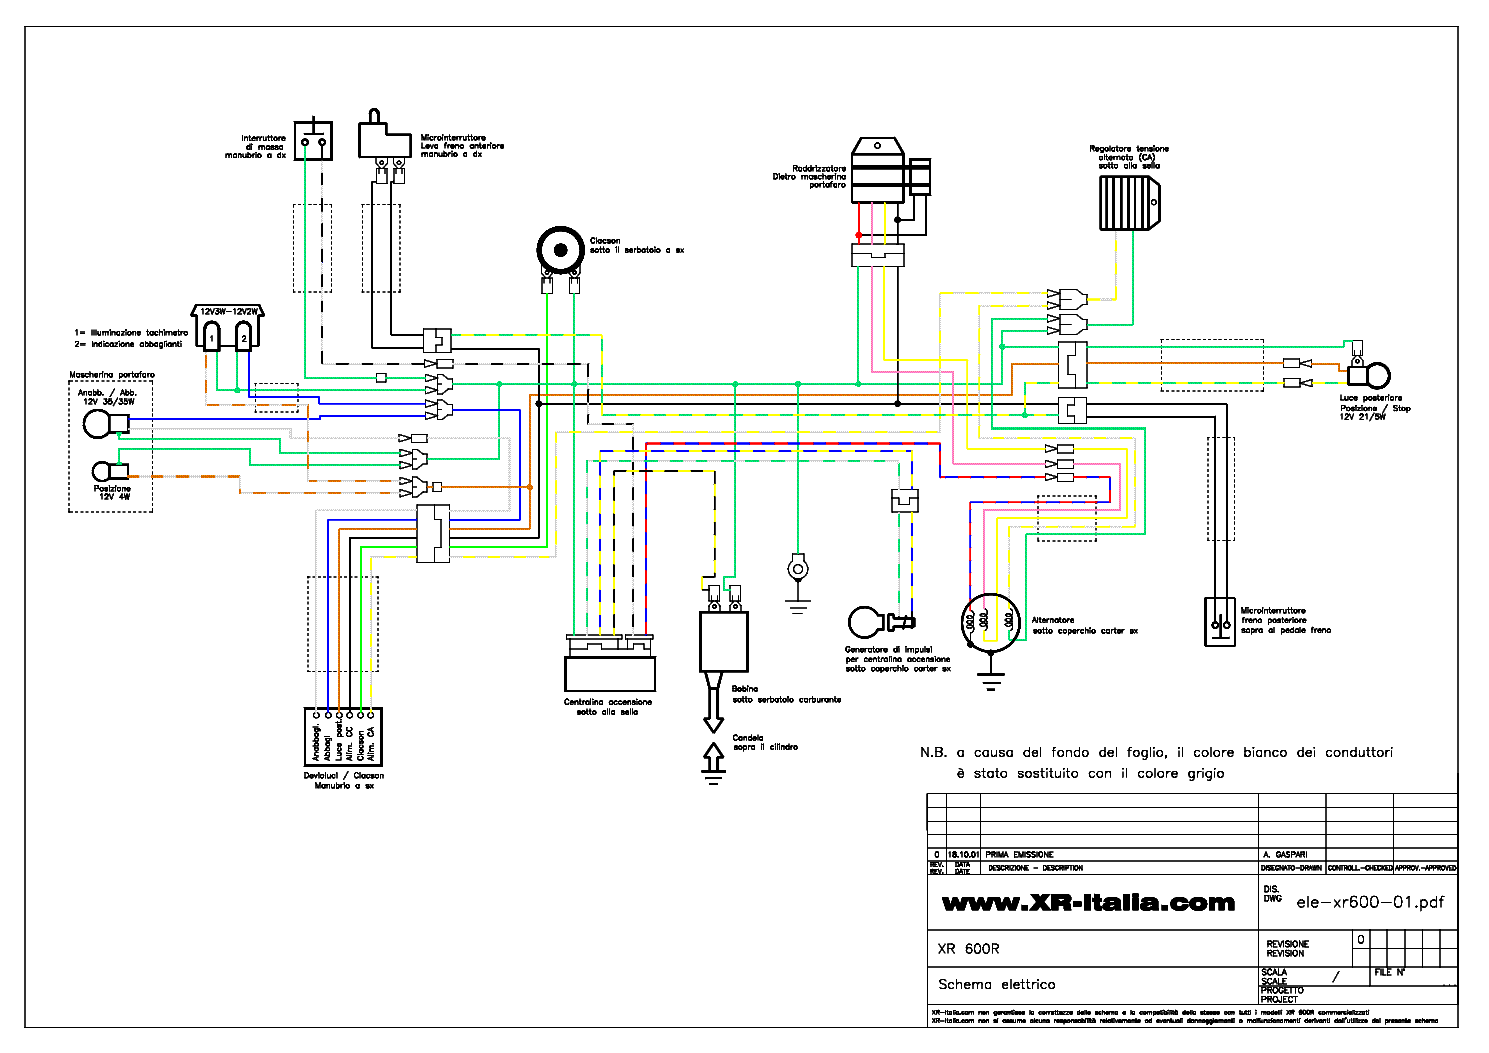 Interruttore
di massa
manubrio a dx
Microinterruttore
Leva freno anteriore
manubrio a dx
Clacson
sotto il serbatoio a sx
Raddrizzatore
Dietro mascherina
portafaro
Regolatore tensione
alternata (CA)
sotto alla sella
12V3W-12V2W
1
2
1= Illuminazione tachimetro
2= Indicazione abbaglianti
Mascherina portafaro
Anabb. / Abb.
12V 35/35W
Posizione
12V 4W
Luce posteriore
Posizione / Stop
12V 21/5W
Anabbagl.
Abbagl
Luce post.
Alim. CC
Clacson
Alim. CA
Devioluci / Clacson
Manubrio a sx
Centralina accensione
sotto alla sella
Bobina
sotto serbatoio carburante
Candela
sopra il cilindro
Generatore di impulsi
per centralina accensione
sotto coperchio carter sx
Alternatore
sotto coperchio carter sx
Microinterruttore
freno posteriore
sopra al pedale freno
N.B. a causa del fondo del foglio, il colore bianco dei conduttori
è stato sostituito con il colore grigio
0 18.10.01 PRIMA EMISSIONE A. GASPARI
REV. DATA
REV. DATE DESCRIZIONE - DESCRIPTION DISEGNATO-DRAWN CONTROLL.-CHECKED APPROV.-APPROVED
www.XR-Italia.com
DIS.
DWG ele-xr600-01.pdf
XR 600R
REVISIONE 0
REVISION
Schema elettrico
SCALA / FILE N°
SCALE ...
PROGETTO
PROJECT
XR-Italia.com non garantisce la correttezza dello schema e la compatibilità dello stesso con tutti i modelli XR 600R commercializzati
XR-Italia.com non si assume alcuna responsabilità relativamente ad eventuali danneggiamenti e malfunzionamenti derivanti dall'utilizzo del presente schema